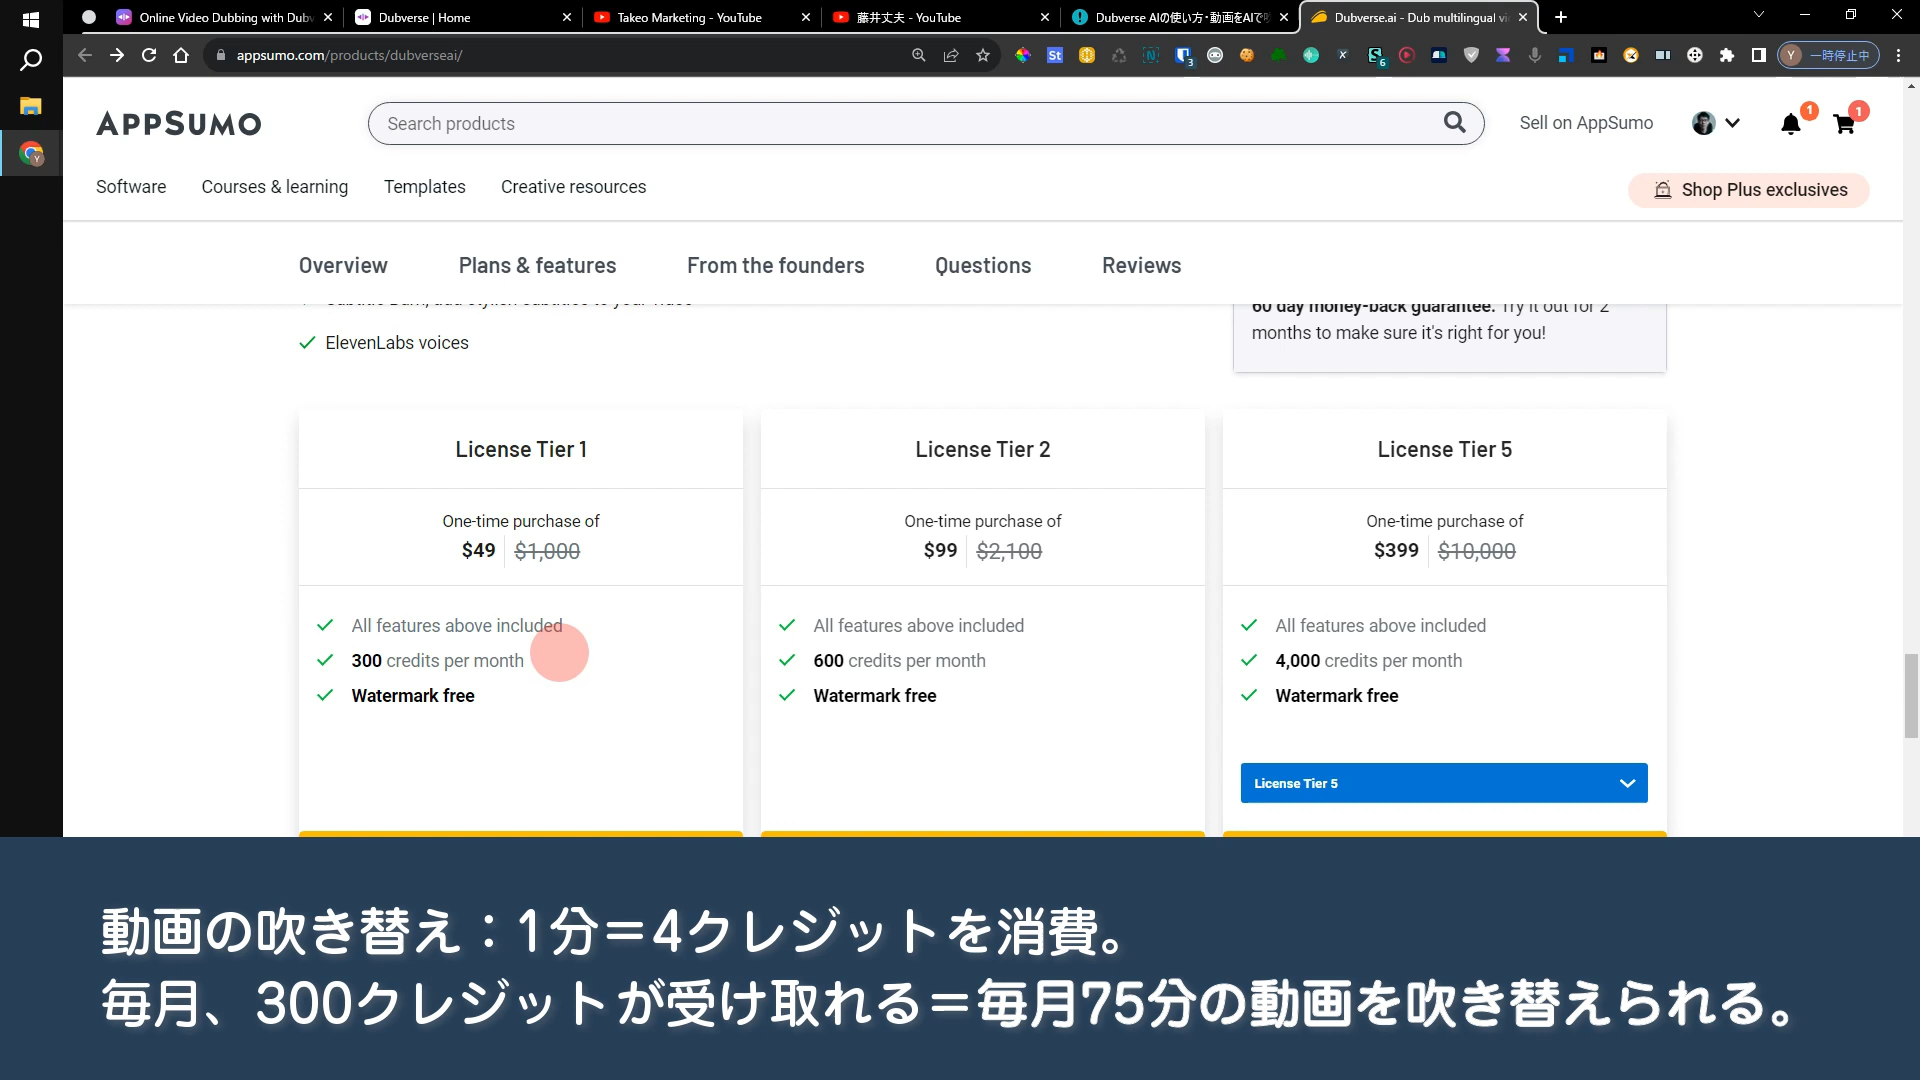 Online Video Dubbing with Dubv
Dubverse | Home
Takeo Marketing - YouTube
藤井丈夫 - YouTube
Dubverse AIの使い方・動画をAIで吹
Dubverse.ai - Dub multilingual vi
appsumo.com/products/dubverseai/
St
3
6
Y 一時停止中
APPSUMO
Search products
Sell on AppSumo
1
1
Software
Courses & learning
Templates
Creative resources
Shop Plus exclusives
Overview
Plans & features
From the founders
Questions
Reviews
ElevenLabs voices
60 day money-back guarantee. Try it out for 2
months to make sure it's right for you!
License Tier 1
One-time purchase of
$49 $1,000
All features above included
300 credits per month
Watermark free
License Tier 2
One-time purchase of
$99 $2,100
All features above included
600 credits per month
Watermark free
License Tier 5
One-time purchase of
$399 $10,000
All features above included
4,000 credits per month
Watermark free
License Tier 5
動画の吹き替え：1分＝4クレジットを消費。
毎月、300クレジットが受け取れる＝毎月75分の動画を吹き替えられる。